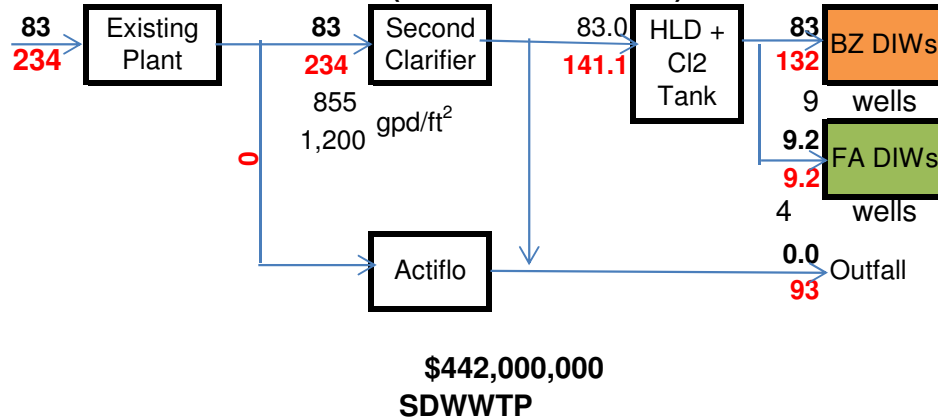 83
234
Existing
Plant
83
234
855
1,200
gpd/ft²
0
Second
Clarifier
83.0
141.1
HLD +
Cl2
Tank
83
132
BZ DIWs
9 wells
9.2
9.2
FA DIWs
4 wells
Actiflo
0.0
93
Outfall
$442,000,000
SDWWTP